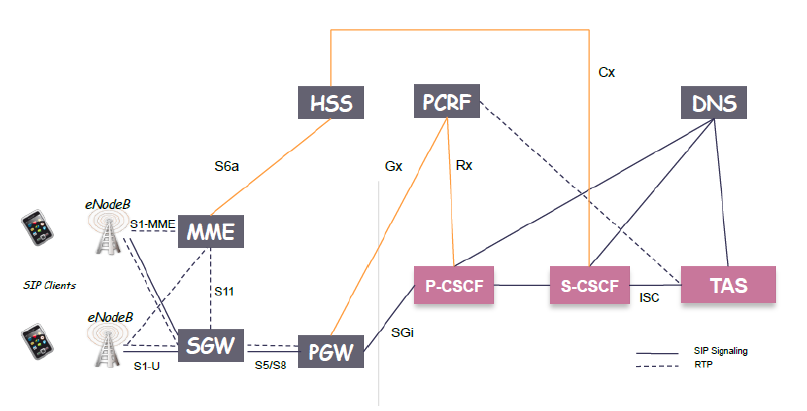 Cx
HSS
PCRF
DNS
S6a
Gx
Rx
eNodeB
S1-MME
MME
SIP Clients
S11
P-CSCF
S-CSCF
TAS
ISC
eNodeB
SGW
PGW
SGi
S1-U
S5/S8
SIP Signaling
RTP